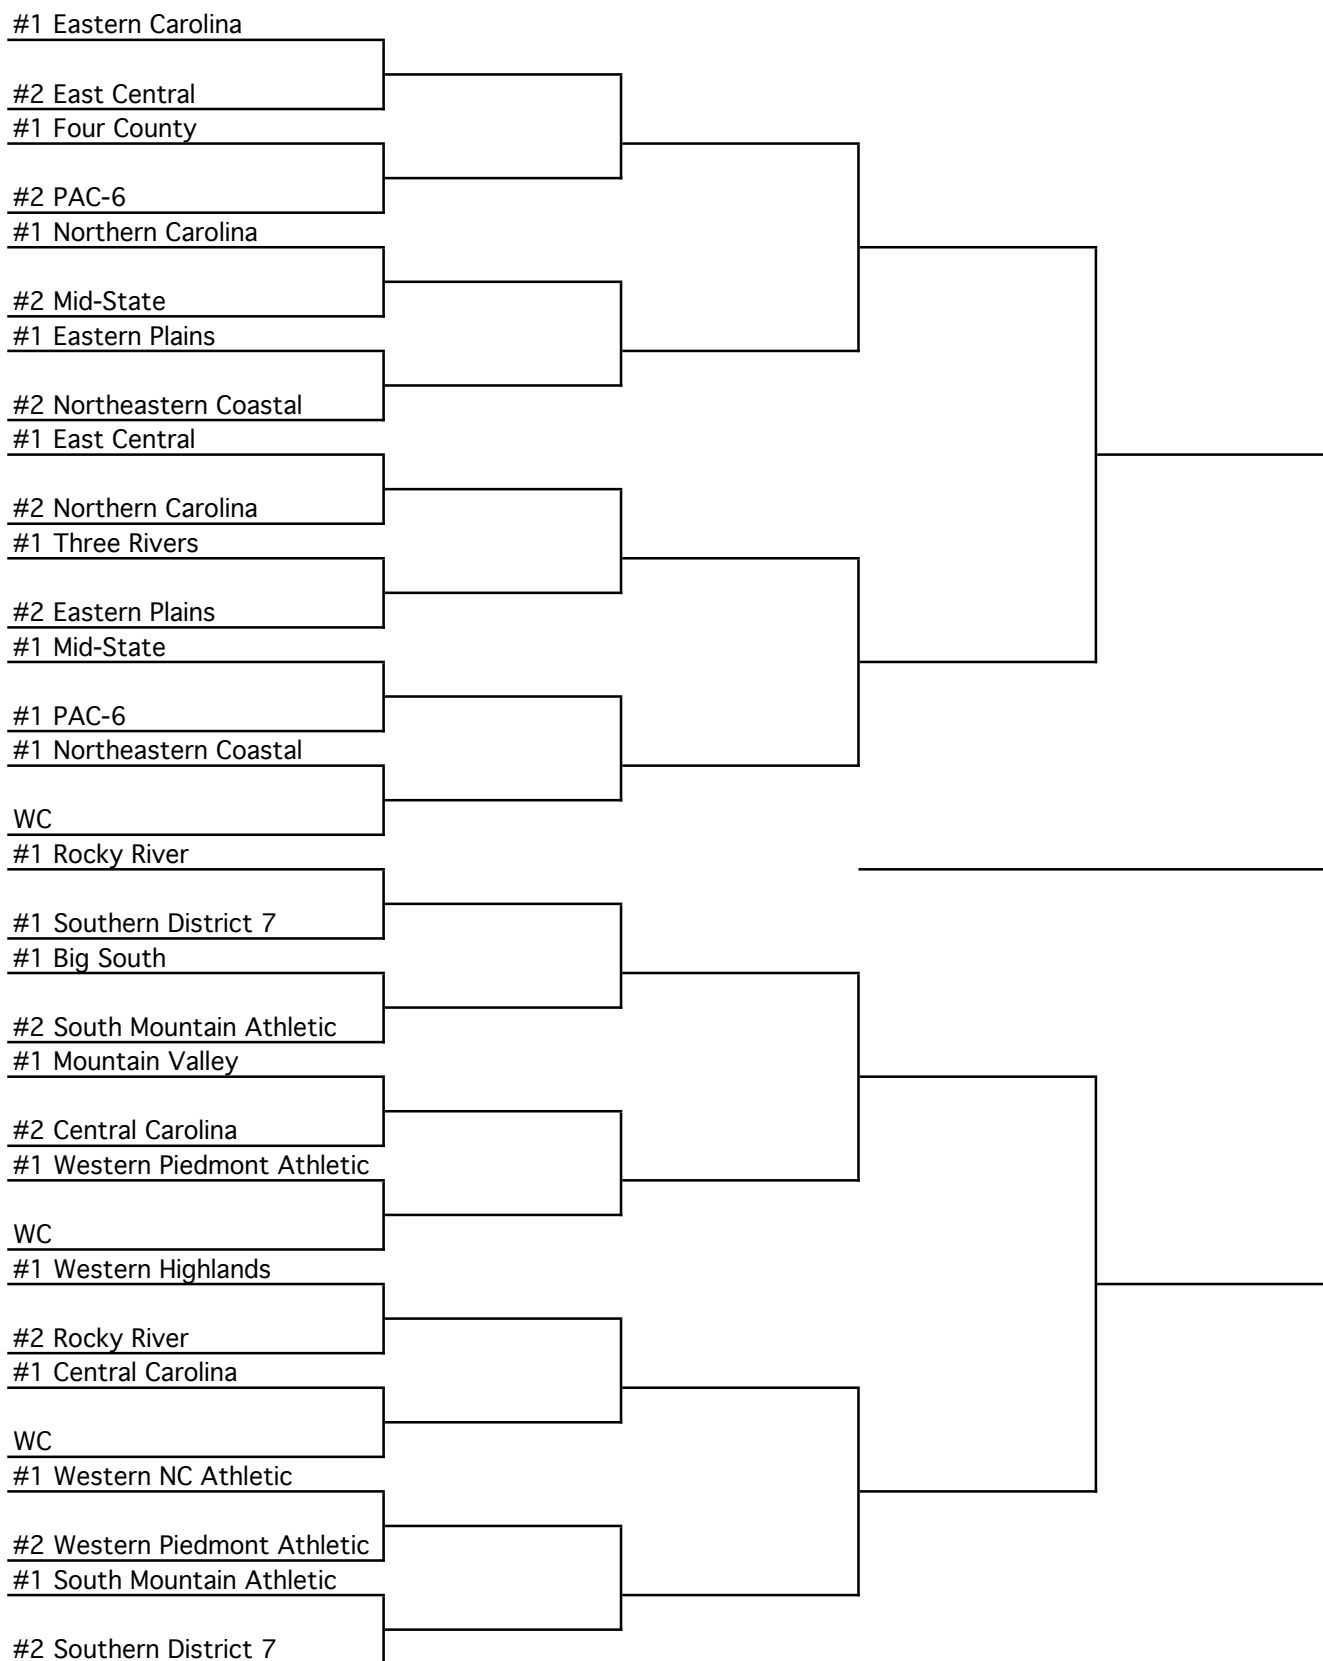 #1 Eastern Carolina
#2 East Central
#1 Four County
#2 PAC-6
#1 Northern Carolina
#2 Mid-State
#1 Eastern Plains
#2 Northeastern Coastal
#1 East Central
#2 Northern Carolina
#1 Three Rivers
#2 Eastern Plains
#1 Mid-State
#1 PAC-6
#1 Northeastern Coastal
WC
#1 Rocky River
#1 Southern District 7
#1 Big South
#2 South Mountain Athletic
#1 Mountain Valley
#2 Central Carolina
#1 Western Piedmont Athletic
WC
#1 Western Highlands
#2 Rocky River
#1 Central Carolina
WC
#1 Western NC Athletic
#2 Western Piedmont Athletic
#1 South Mountain Athletic
#2 Southern District 7